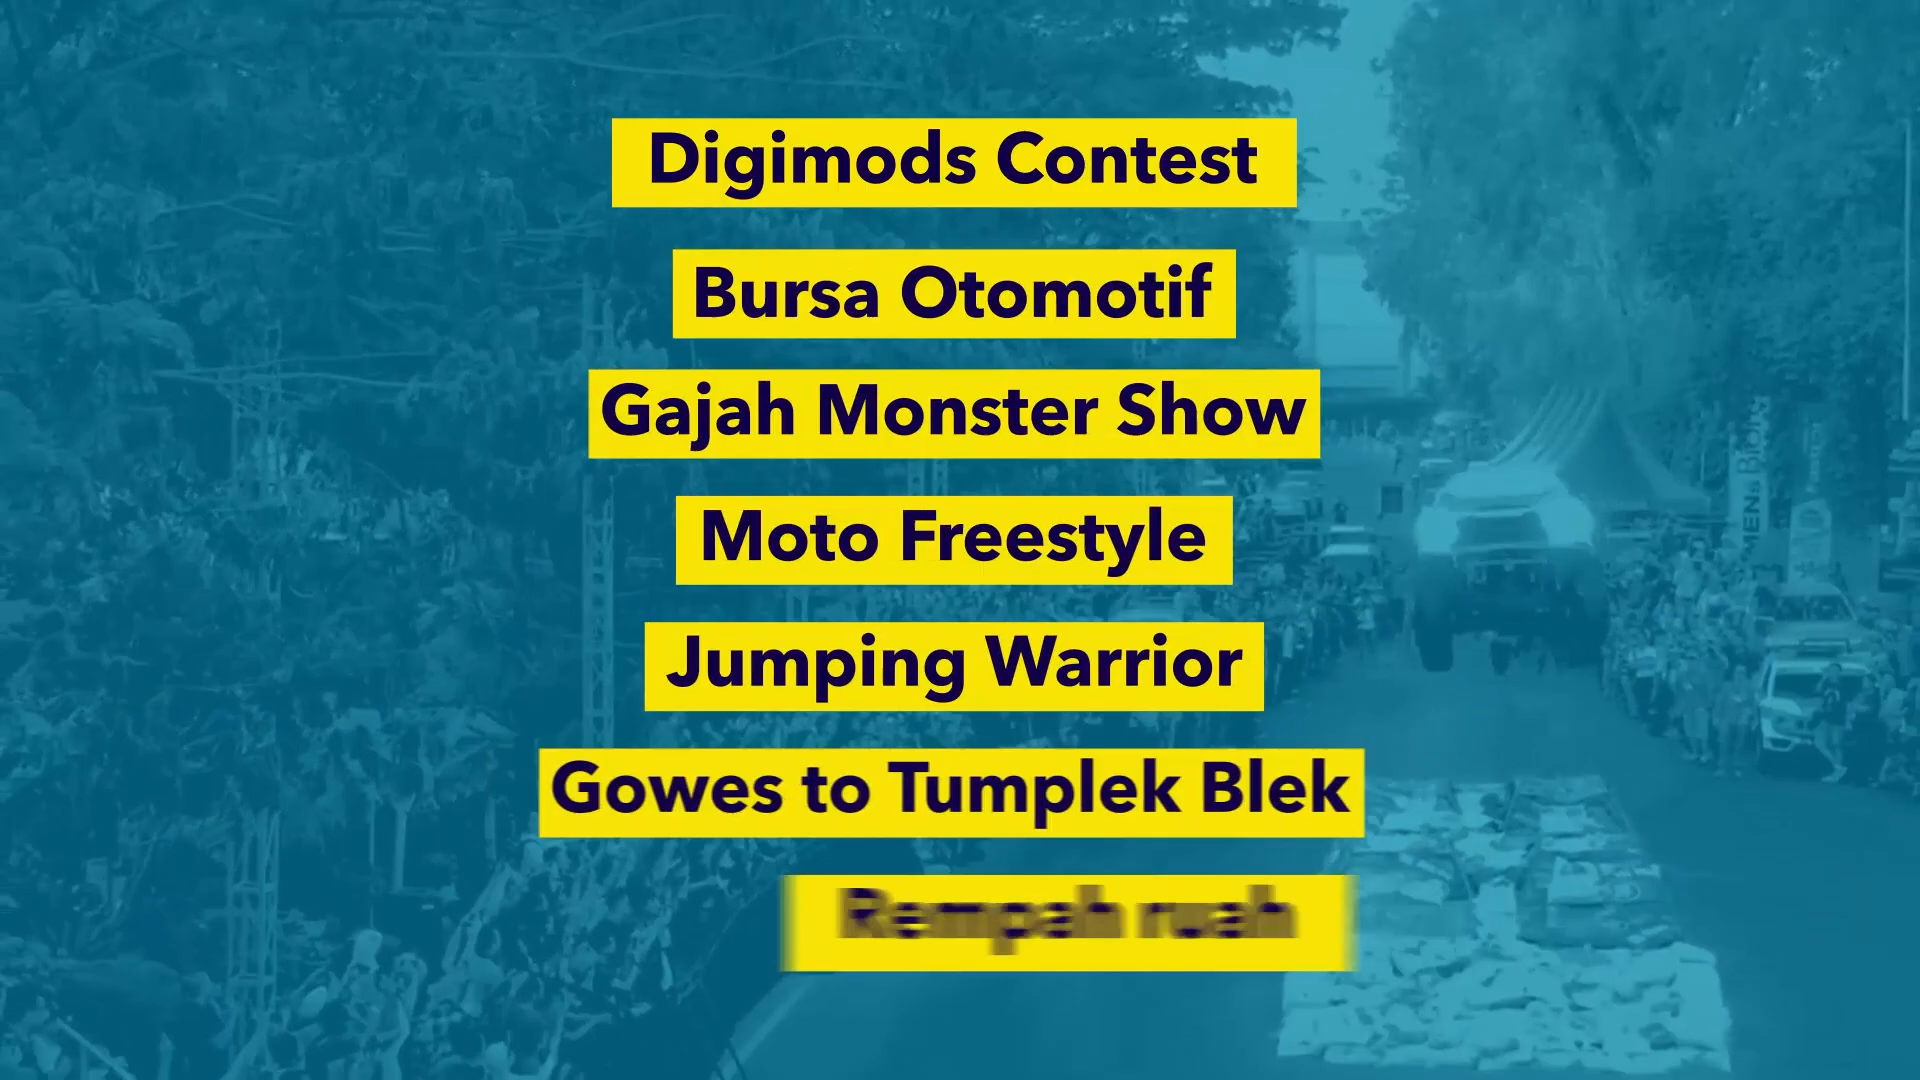 Digimods Contest
Bursa Otomotif
Gajah Monster Show
Moto Freestyle
Jumping Warrior
Gowes to Tumplek Blek
Rempah ruah